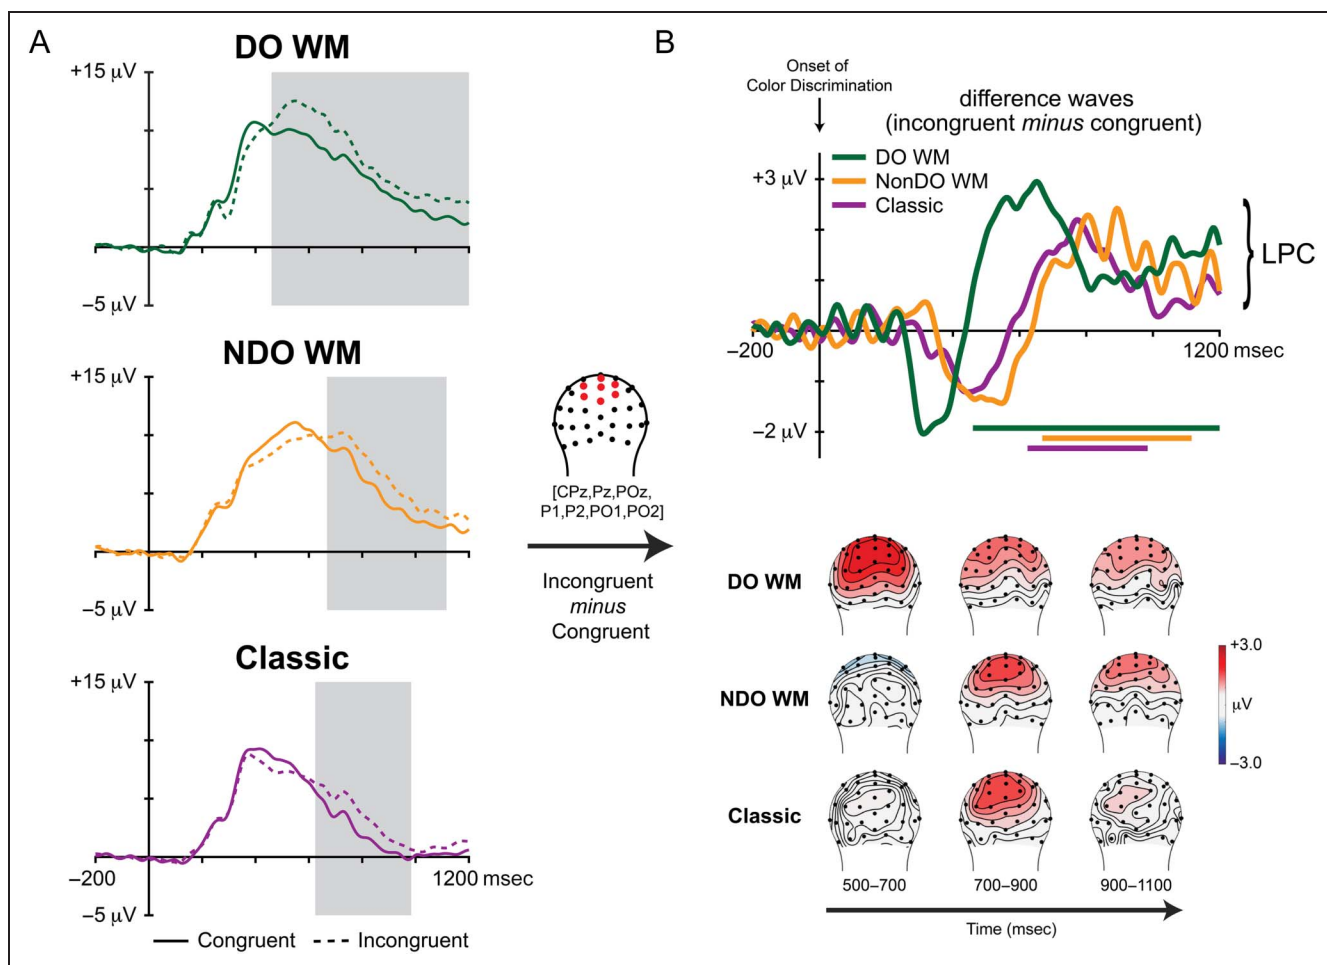 A
DO WM
+15 μV
−5 μV
NDO WM
+15 μV
−5 μV
Classic
+15 μV
−200
1200 msec
−5 μV
Congruent
Incongruent
[CPz,Pz,POz,
P1,P2,PO1,PO2]
Incongruent
minus
Congruent
B
Onset of
Color Discrimination
difference waves
(incongruent minus congruent)
DO WM
NonDO WM
Classic
+3 μV
LPC
−200
1200 msec
−2 μV
DO WM
NDO WM
Classic
+3.0
μV
−3.0
500–700
700–900
900–1100
Time (msec)